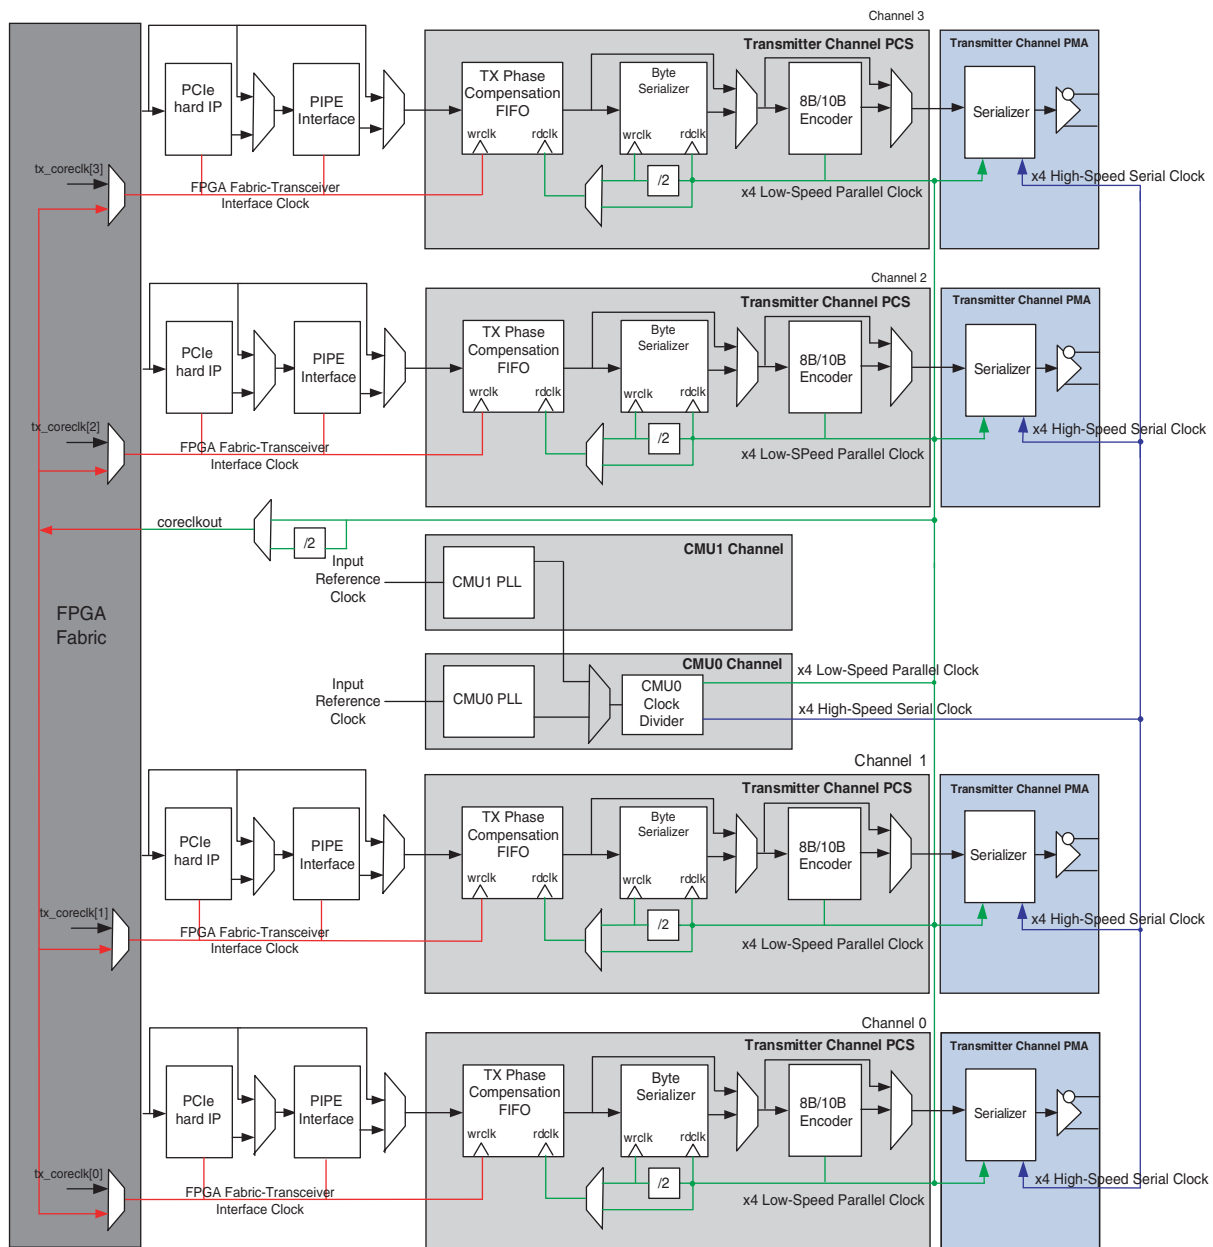 Channel 3
Transmitter Channel PCS
Transmitter Channel PMA
PCIe
hard IP
PIPE
Interface
TX Phase
Compensation
FIFO
wrclk
rdclk
Byte
Serializer
wrclk
rdclk
/2
8B/10B
Encoder
Serializer
tx_coreclk[3]
FPGA Fabric-Transceiver
Interface Clock
x4 Low-Speed Parallel Clock
x4 High-Speed Serial Clock
Channel 2
Transmitter Channel PCS
Transmitter Channel PMA
PCIe
hard IP
PIPE
Interface
TX Phase
Compensation
FIFO
wrclk
rdclk
Byte
Serializer
wrclk
rdclk
/2
8B/10B
Encoder
Serializer
tx_coreclk[2]
FPGA Fabric-Transceiver
Interface Clock
x4 Low-SPeed Parallel Clock
x4 High-Speed Serial Clock
coreclkout
/2
FPGA
Fabric
Input
Reference
Clock
CMU1 PLL
CMU1 Channel
Input
Reference
Clock
CMU0 PLL
CMU0 Channel
CMU0
Clock
Divider
x4 Low-Speed Parallel Clock
x4 High-Speed Serial Clock
Channel 1
Transmitter Channel PCS
Transmitter Channel PMA
PCIe
hard IP
PIPE
Interface
TX Phase
Compensation
FIFO
wrclk
rdclk
Byte
Serializer
wrclk
rdclk
/2
8B/10B
Encoder
Serializer
tx_coreclk[1]
FPGA Fabric-Transceiver
Interface Clock
x4 Low-Speed Parallel Clock
x4 High-Speed Serial Clock
Channel 0
Transmitter Channel PCS
Transmitter Channel PMA
PCIe
hard IP
PIPE
Interface
TX Phase
Compensation
FIFO
wrclk
rdclk
Byte
Serializer
wrclk
rdclk
/2
8B/10B
Encoder
Serializer
tx_coreclk[0]
FPGA Fabric-Transceiver
Interface Clock
x4 Low-Speed Parallel Clock
x4 High-Speed Serial Clock